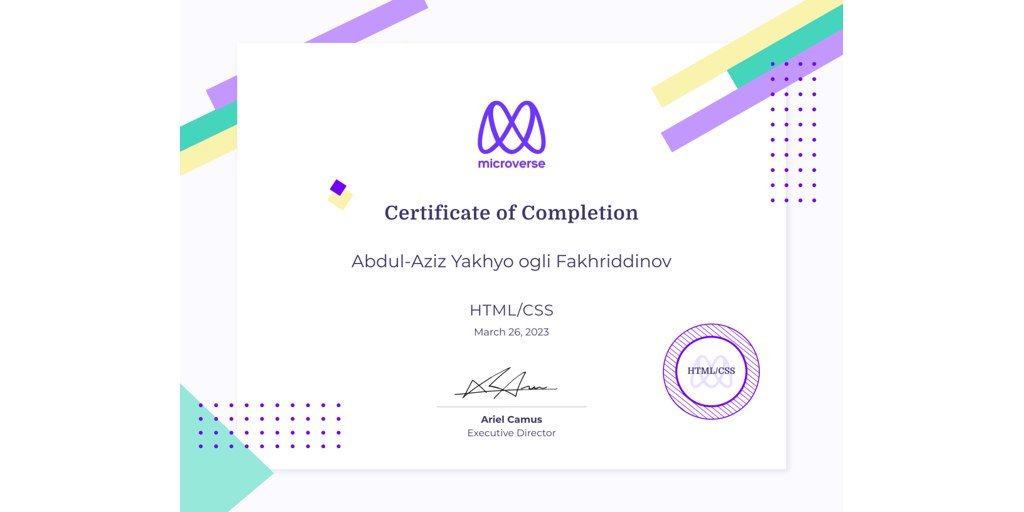 microverse
Certificate of Completion
Abdul-Aziz Yakhyo ogli Fakhriddinov
HTML/CSS
March 26, 2023
HTML/CSS
Ariel Camus
Executive Director